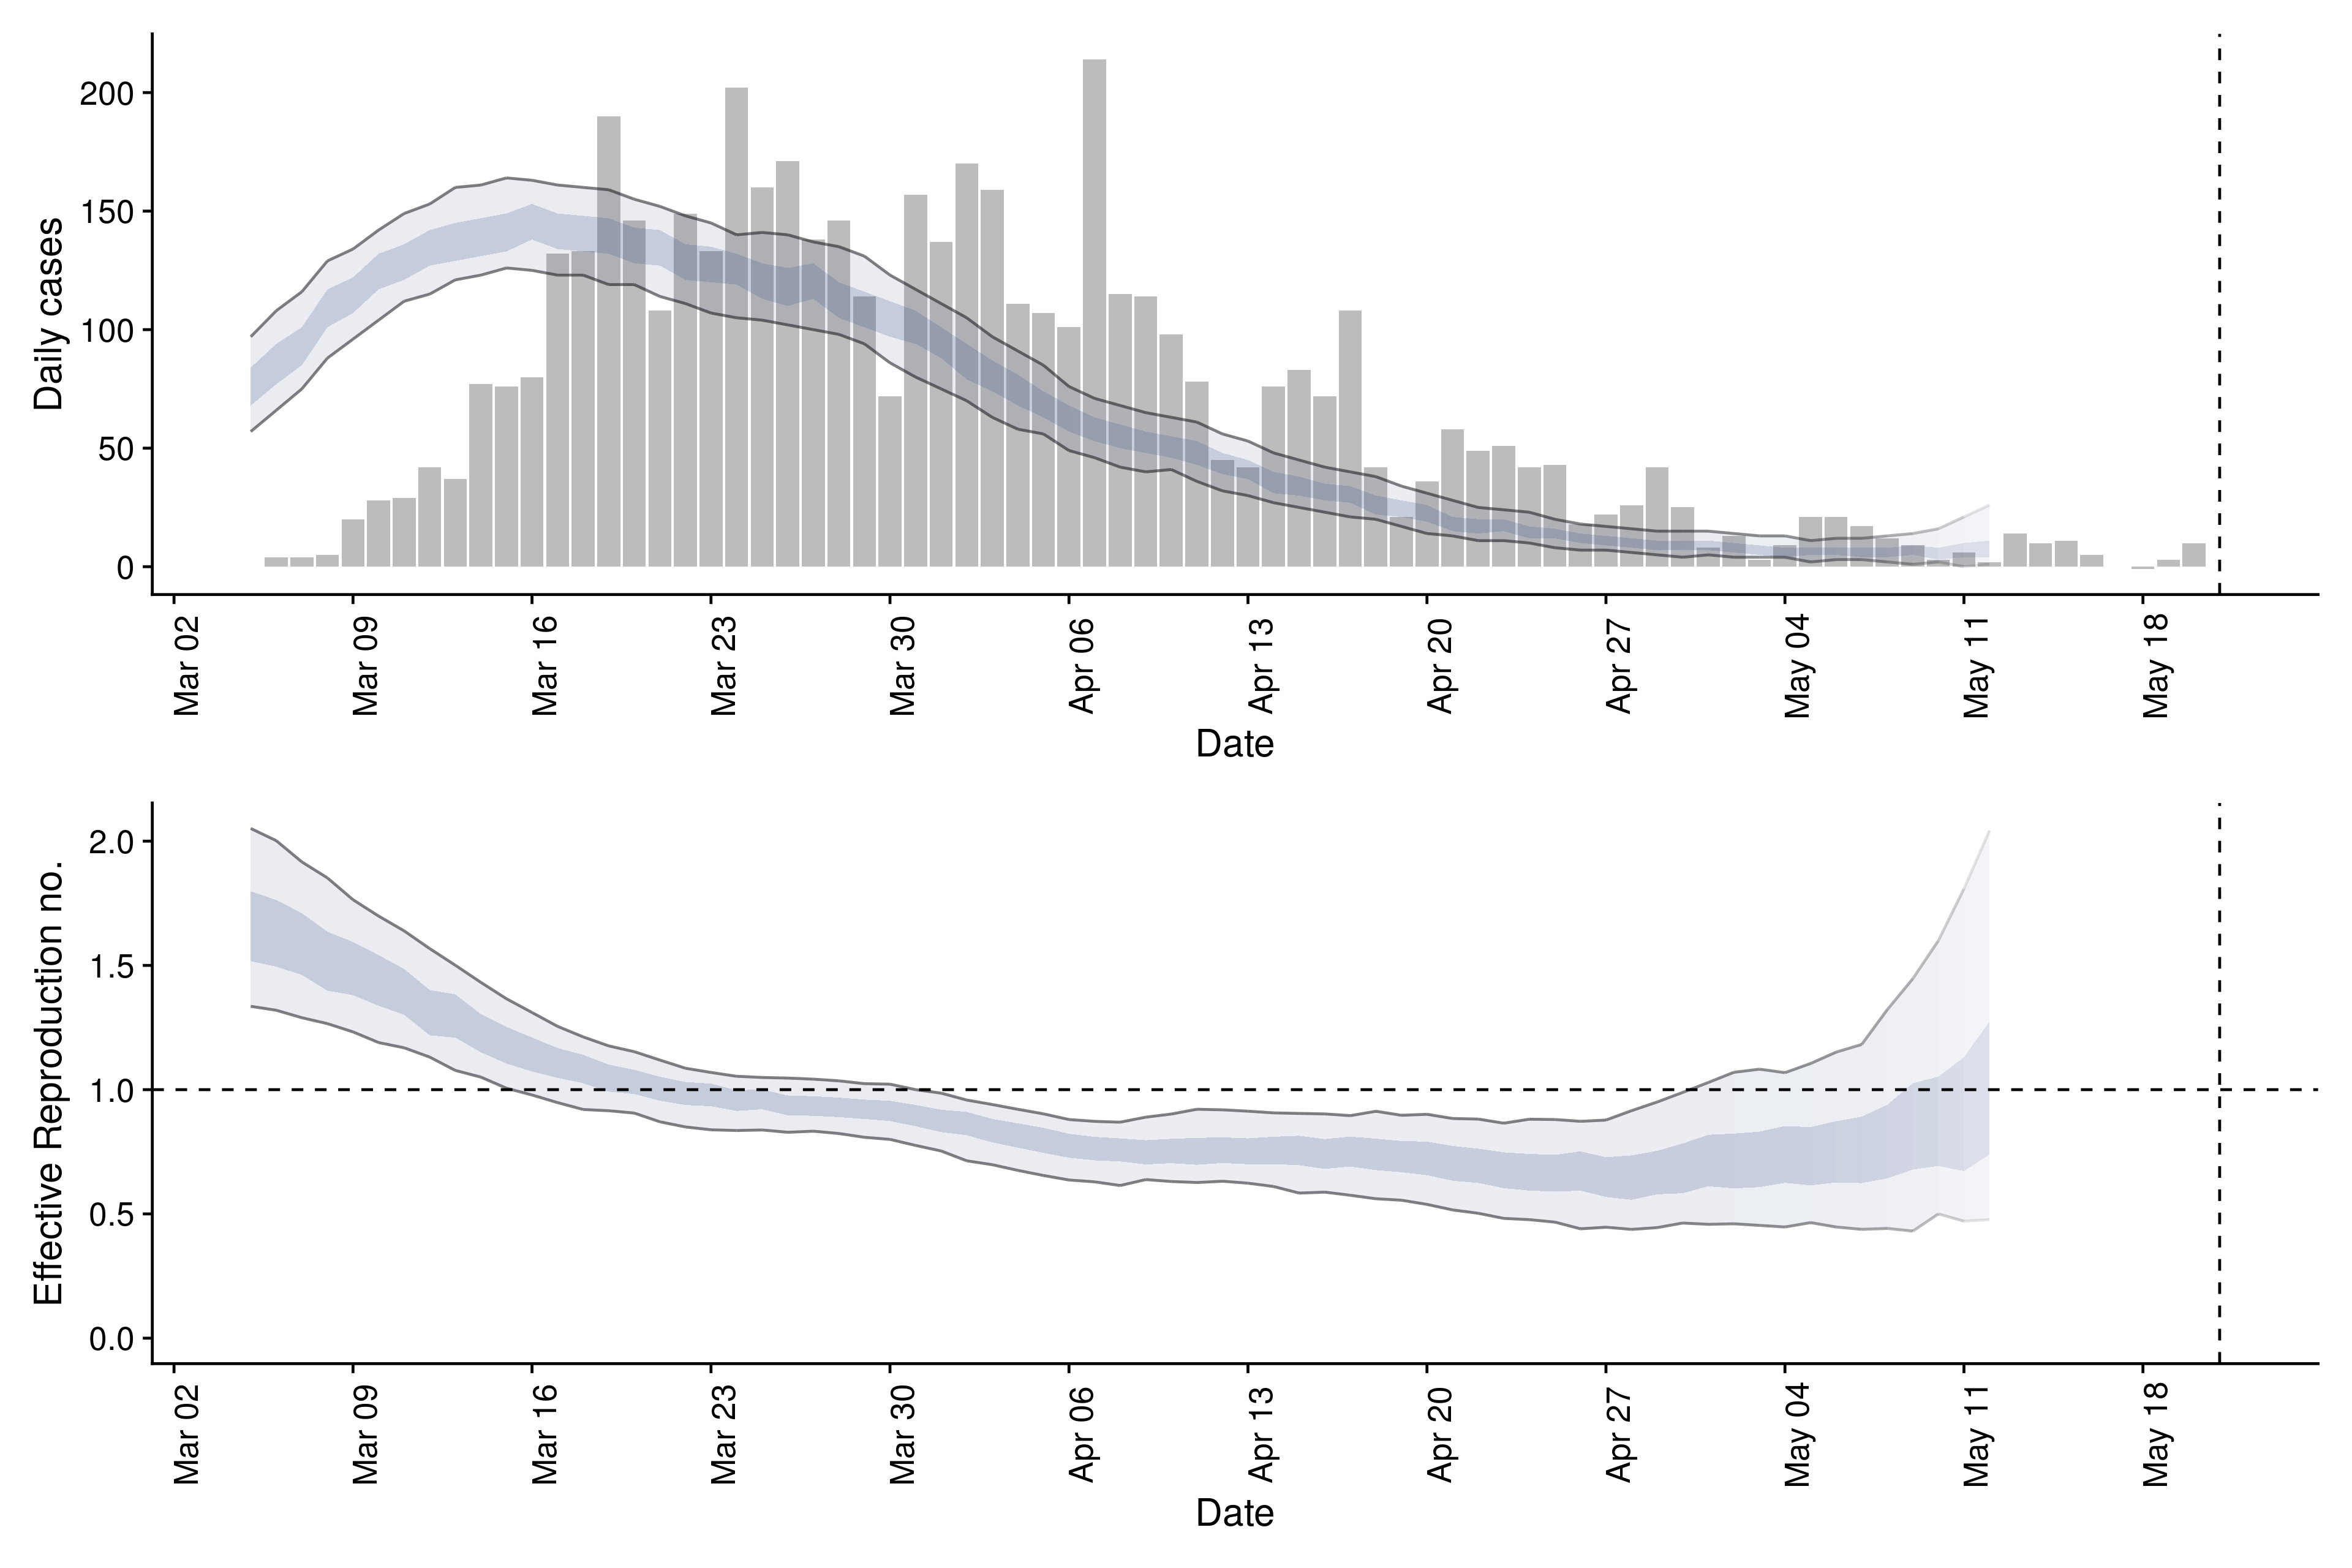 Daily cases
200
150
100
50
0
Mar 02
Mar 09
Mar 16
Mar 23
Mar 30
Apr 06
Apr 13
Apr 20
Apr 27
May 04
May 11
May 18
Date
Effective Reproduction no.
2.0
1.5
1.0
0.5
0.0
Mar 02
Mar 09
Mar 16
Mar 23
Mar 30
Apr 06
Apr 13
Apr 20
Apr 27
May 04
May 11
May 18
Date